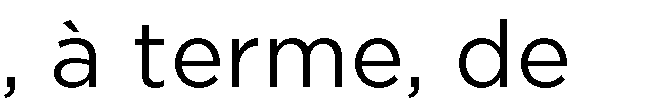 , à terme, de